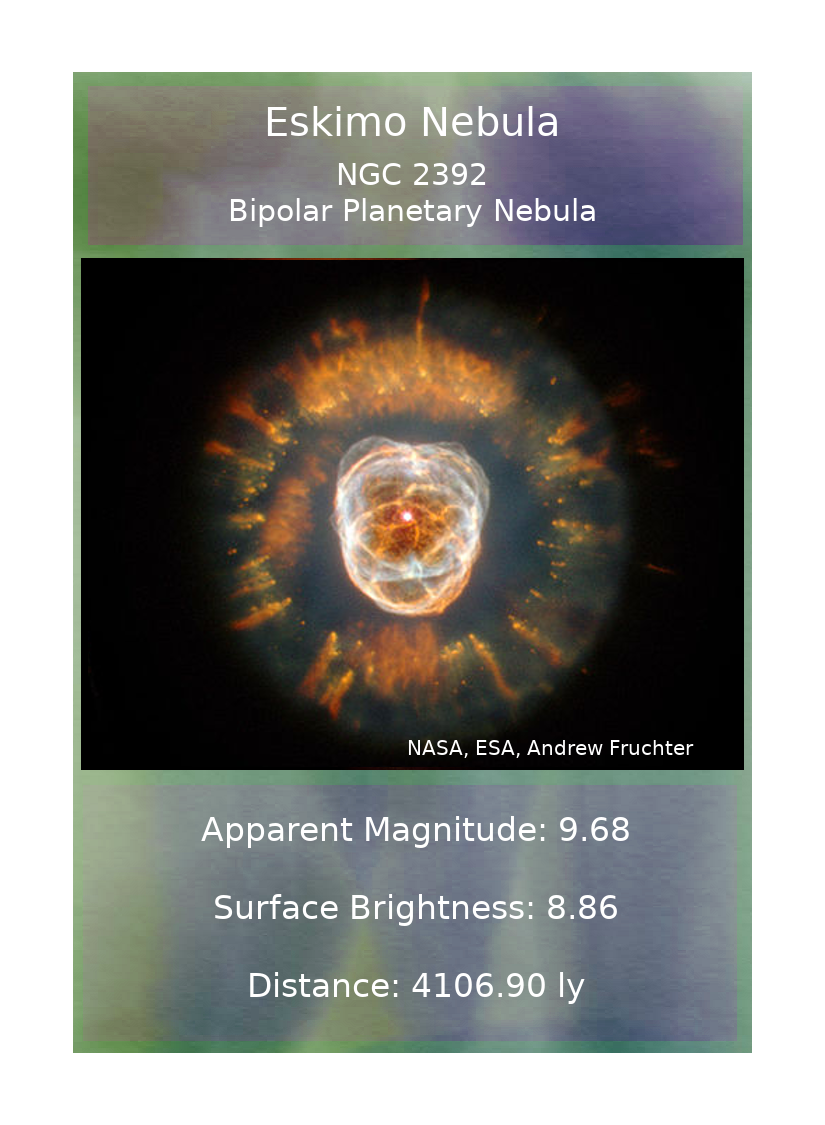 Eskimo Nebula
NGC 2392
Bipolar Planetary Nebula
NASA, ESA, Andrew Fruchter
Apparent Magnitude: 9.68
Surface Brightness: 8.86
Distance: 4106.90 ly